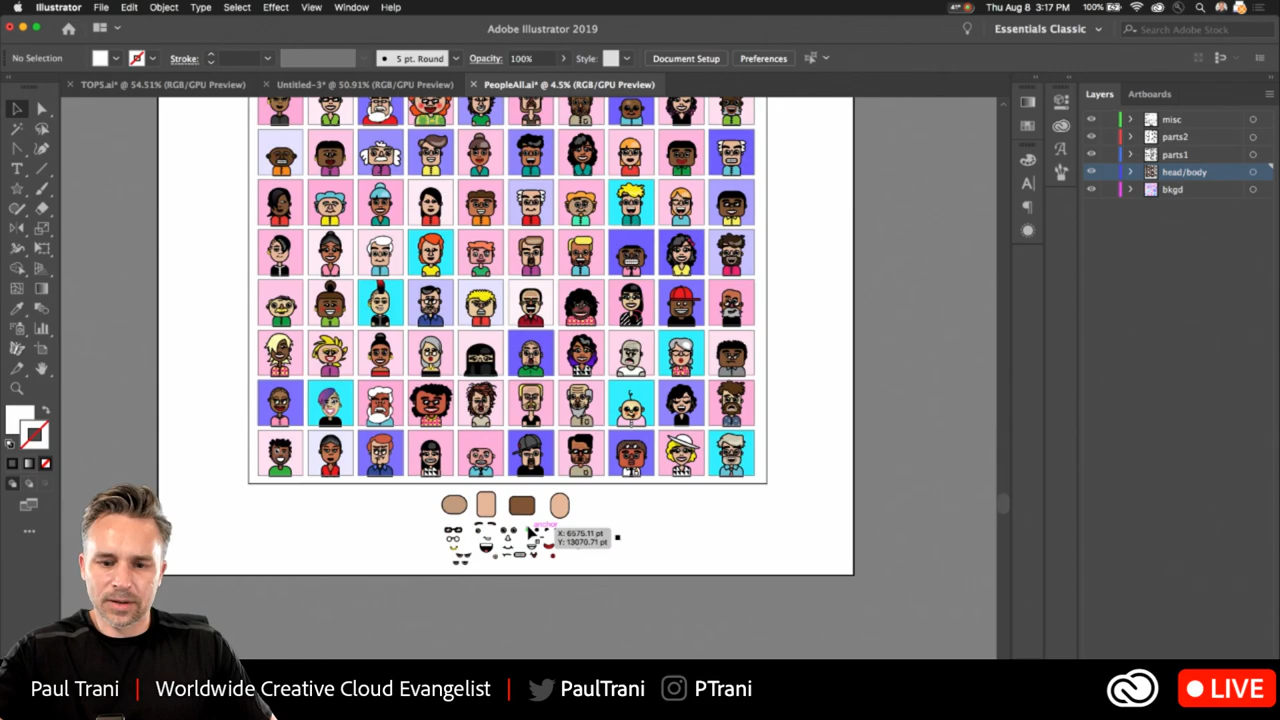 Illustrator File Edit Object Type Select Effect View Window Help
41° Thu Aug 8 3:17 PM 100%
Adobe Illustrator 2019
Essentials Classic Search Adobe Stock
No Selection Stroke: 5 pt. Round Opacity: 100% Style: Document Setup Preferences
TOPS.ai* @ 54.51% (RGB/GPU Preview) Untitled-3* @ 50.91% (RGB/GPU Preview) PeopleAll.ai* @ 4.5% (RGB/GPU Preview)
Layers Artboards
misc
parts2
parts1
head/body
bkgd
anchor
X: 6575.11 pt
Y: 13070.71 pt
Paul Trani | Worldwide Creative Cloud Evangelist | PaulTrani PTrani LIVE